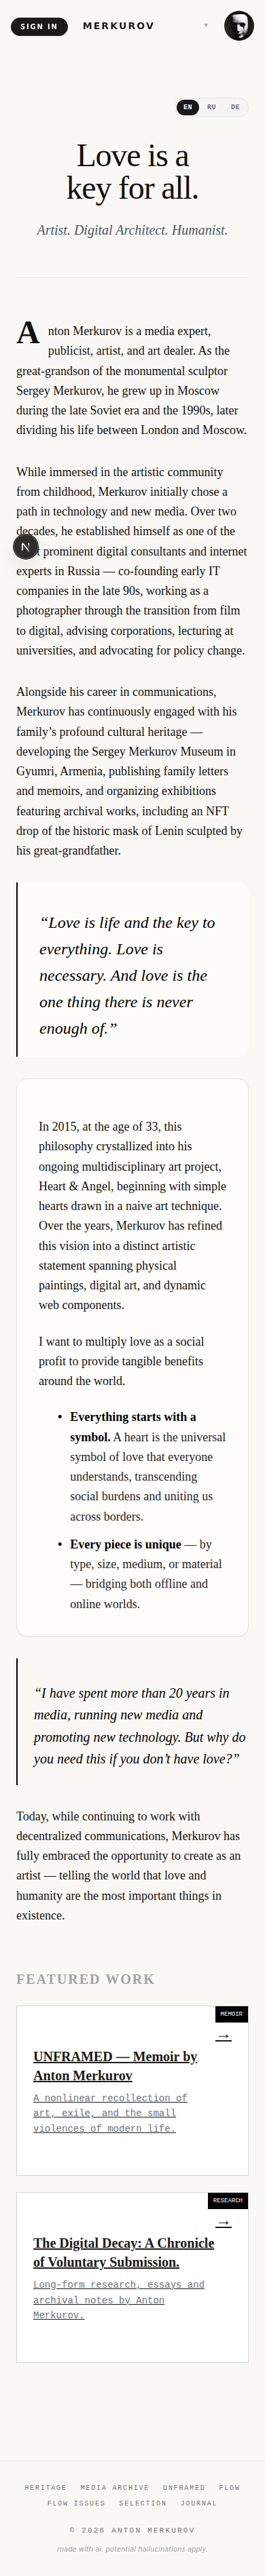 SIGN IN
MERKUROV
EN RU DE
Love is a
key for all.
Artist. Digital Architect. Humanist.
Anton Merkurov is a media expert,
publicist, artist, and art dealer. As the
great-grandson of the monumental sculptor
Sergey Merkurov, he grew up in Moscow
during the late Soviet era and the 1990s, later
dividing his life between London and Moscow.
While immersed in the artistic community
from childhood, Merkurov initially chose a
path in technology and new media. Over two
decades, he established himself as one of the
prominent digital consultants and internet
experts in Russia — co-founding early IT
companies in the late 90s, working as a
photographer through the transition from film
to digital, advising corporations, lecturing at
universities, and advocating for policy change.
Alongside his career in communications,
Merkurov has continuously engaged with his
family’s profound cultural heritage —
developing the Sergey Merkurov Museum in
Gyumri, Armenia, publishing family letters
and memoirs, and organizing exhibitions
featuring archival works, including an NFT
drop of the historic mask of Lenin sculpted by
his great-grandfather.
“Love is life and the key to
everything. Love is
necessary. And love is the
one thing there is never
enough of.”
In 2015, at the age of 33, this
philosophy crystallized into his
ongoing multidisciplinary art project,
Heart & Angel, beginning with simple
hearts drawn in a naive art technique.
Over the years, Merkurov has refined
this vision into a distinct artistic
statement spanning physical
paintings, digital art, and dynamic
web components.
I want to multiply love as a social
profit to provide tangible benefits
around the world.
• Everything starts with a
symbol. A heart is the universal
symbol of love that everyone
understands, transcending
social burdens and uniting us
across borders.
• Every piece is unique — by
type, size, medium, or material
— bridging both offline and
online worlds.
“I have spent more than 20 years in
media, running new media and
promoting new technology. But why do
you need this if you don’t have love?”
Today, while continuing to work with
decentralized communications, Merkurov has
fully embraced the opportunity to create as an
artist — telling the world that love and
humanity are the most important things in
existence.
FEATURED WORK
MEMOIR
→
UNFRAMED — Memoir by
Anton Merkurov
A nonlinear recollection of
art, exile, and the small
violences of modern life.
RESEARCH
→
The Digital Decay: A Chronicle
of Voluntary Submission.
Long-form research, essays and
archival notes by Anton
Merkurov.
HERITAGE MEDIA ARCHIVE UNFRAMED FLOW
FLOW ISSUES SELECTION JOURNAL
© 2026 ANTON MERKUROV
made with ai. potential hallucinations apply.